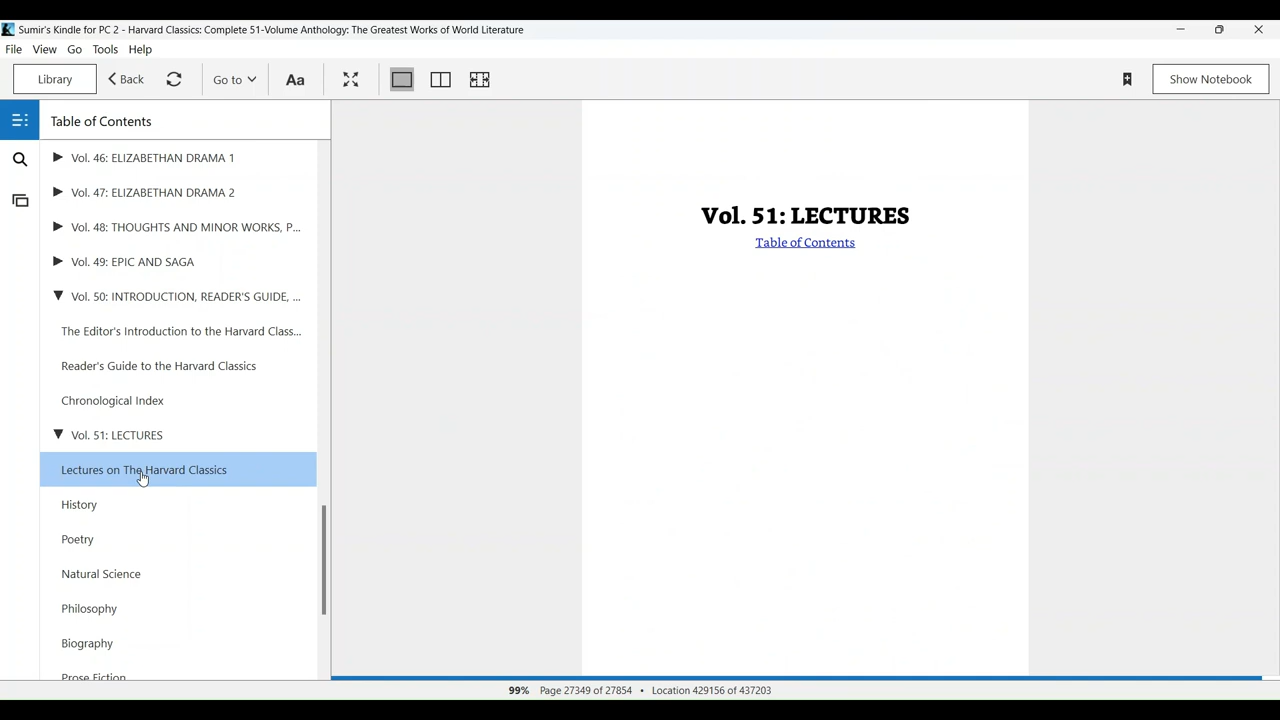 Sumir's Kindle for PC 2 - Harvard Classics: Complete 51-Volume Anthology: The Greatest Works of World Literature
File View Go Tools Help
Library Back Go to Aa Show Notebook
Table of Contents
Vol. 46: ELIZABETHAN DRAMA 1
Vol. 47: ELIZABETHAN DRAMA 2
Vol. 48: THOUGHTS AND MINOR WORKS, P...
Vol. 49: EPIC AND SAGA
Vol. 50: INTRODUCTION, READER'S GUIDE, ...
The Editor's Introduction to the Harvard Class...
Reader's Guide to the Harvard Classics
Chronological Index
Vol. 51: LECTURES
Lectures on The Harvard Classics
History
Poetry
Natural Science
Philosophy
Biography
Prose Fiction
Vol. 51: LECTURES
Table of Contents
99% Page 27349 of 27854 • Location 429156 of 437203